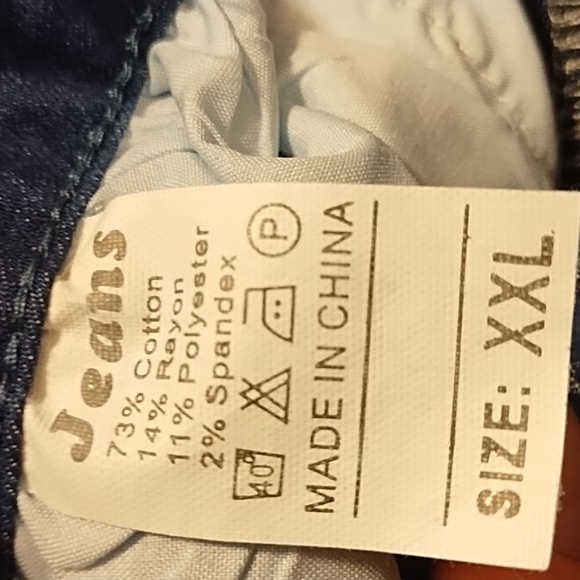 Jeans
73% Cotton
14% Rayon
11% Polyester
2% Spandex
40° P
MADE IN CHINA
SIZE: XXL